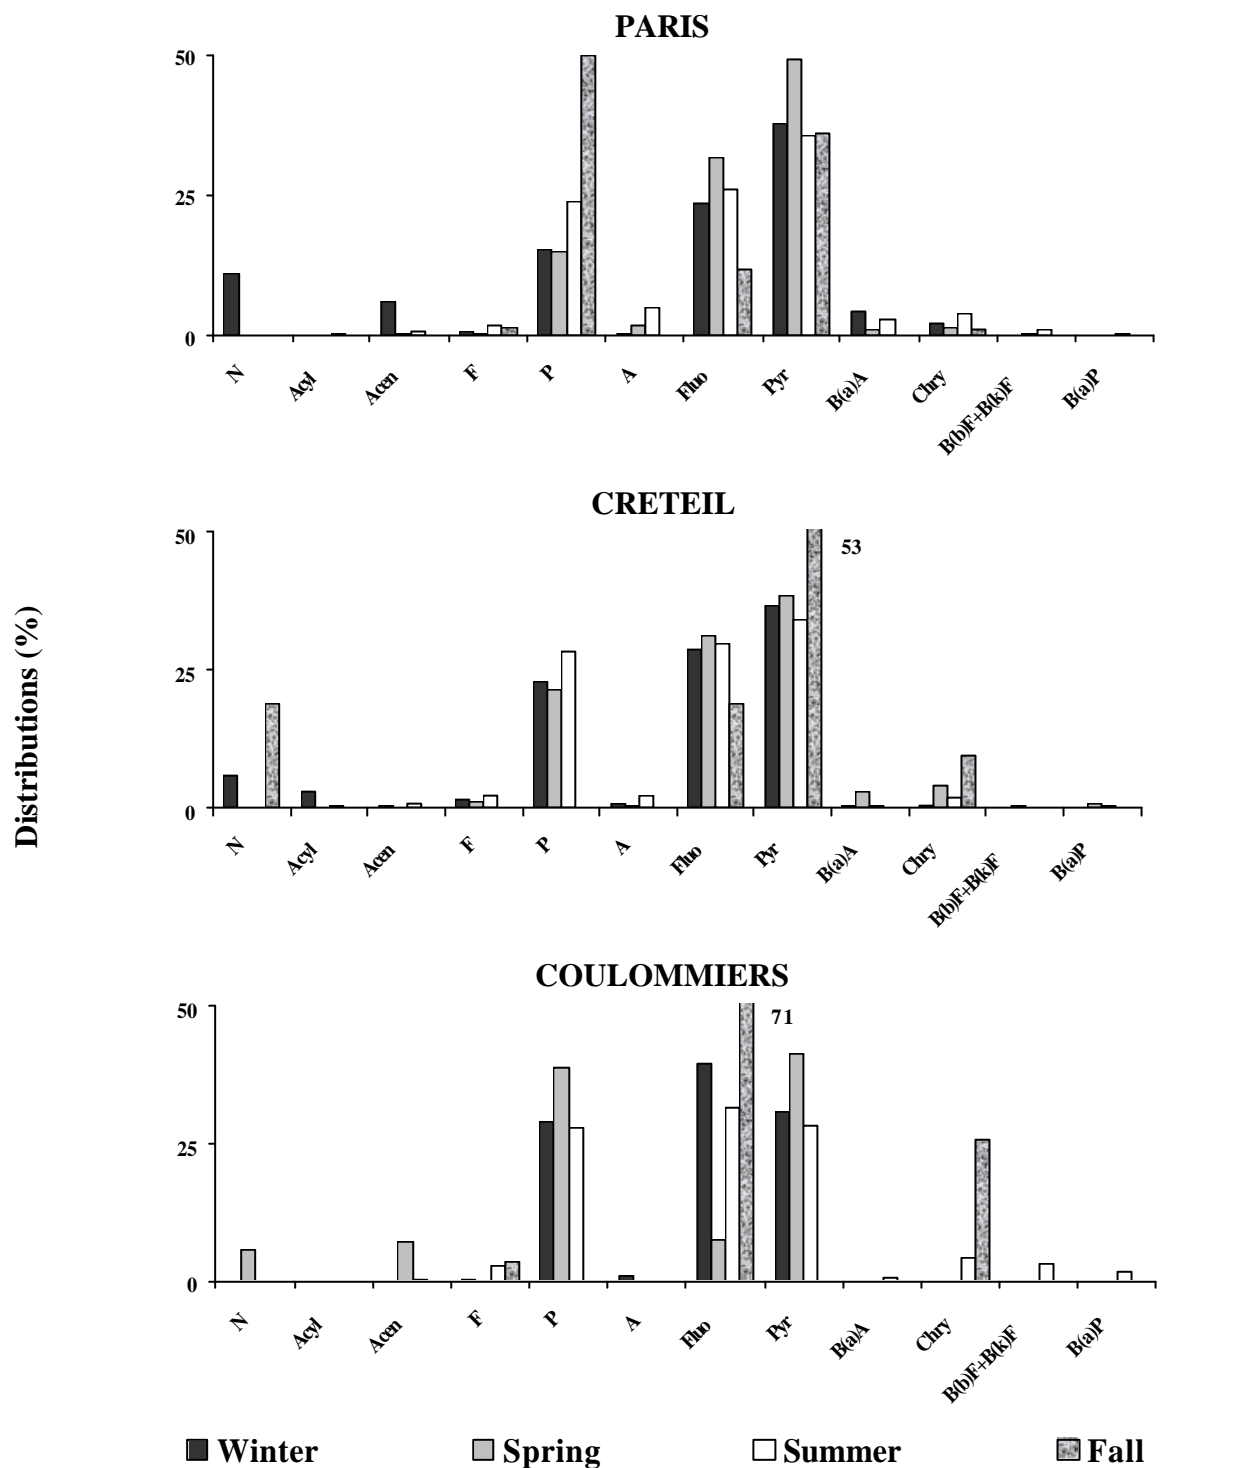 PARIS
50
25
0
N Acyl Acen F P A Fluo Pyr B(a)A Chry B(b)F+B(k)F B(a)P
CRETEIL
50
53
25
0
N Acyl Acen F P A Fluo Pyr B(a)A Chry B(b)F+B(k)F B(a)P
Distributions (%)
COULOMMIERS
50
71
25
0
N Acyl Acen F P A Fluo Pyr B(a)A Chry B(b)F+B(k)F B(a)P
Winter Spring Summer Fall